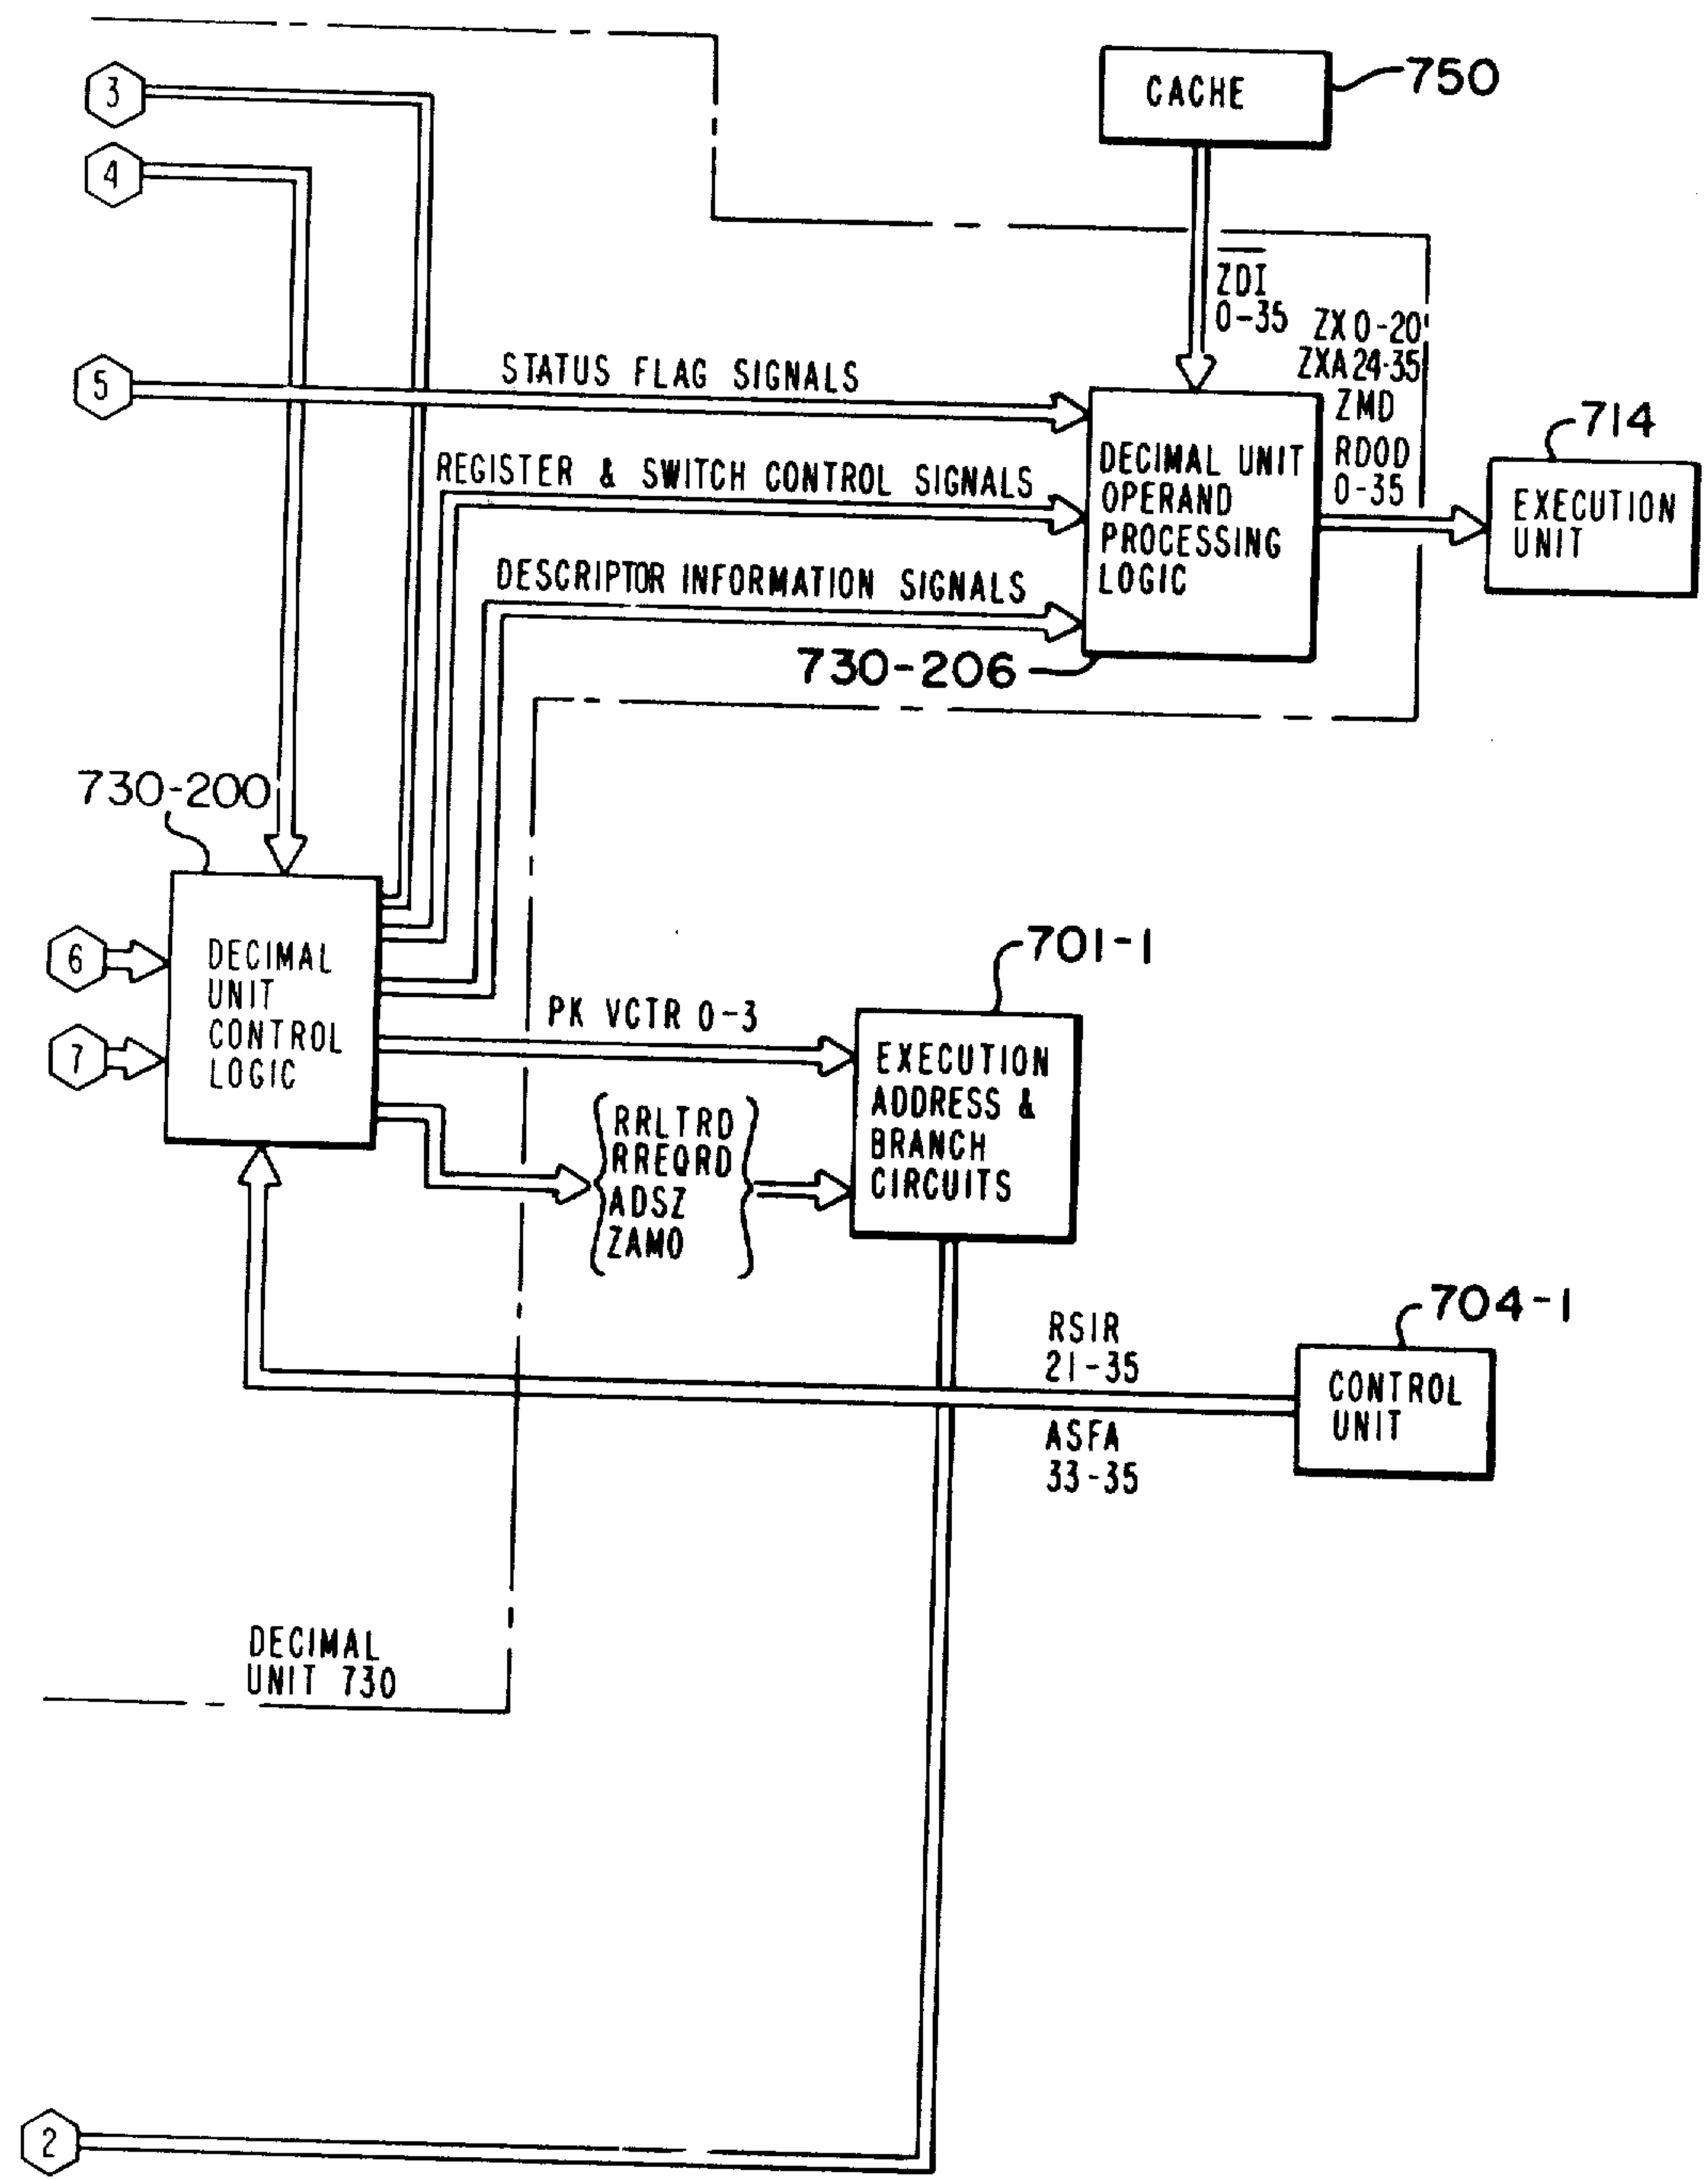 3
CACHE
750
4
ZDI
0-35
ZX 0-20
ZXA 24-35
ZMD
RDOD
0-35
5
STATUS FLAG SIGNALS
714
REGISTER & SWITCH CONTROL SIGNALS
DECIMAL UNIT
OPERAND
PROCESSING
LOGIC
EXECUTION
UNIT
DESCRIPTOR INFORMATION SIGNALS
730-206
730-200
6
7
DECIMAL
UNIT
CONTROL
LOGIC
701-1
PK VCTR 0-3
EXECUTION
ADDRESS &
BRANCH
CIRCUITS
RRLTRD
RREQRD
ADSZ
ZAMO
704-1
RSIR
21-35
CONTROL
UNIT
ASFA
33-35
DECIMAL
UNIT 730
2